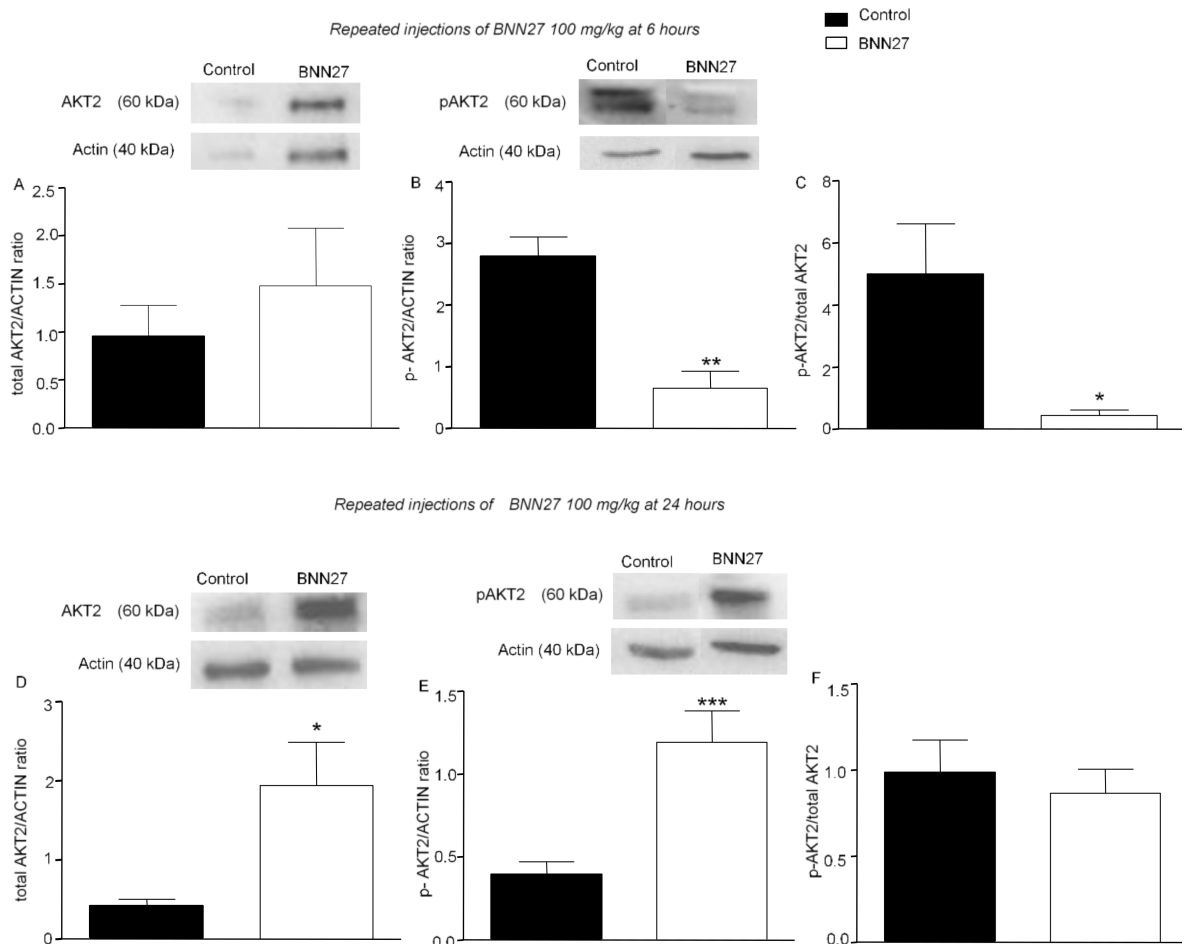 Repeated injections of BNN27 100 mg/kg at 6 hours
Control
BNN27
Control BNN27
AKT2 (60 kDa)
Actin (40 kDa)
Control BNN27
pAKT2 (60 kDa)
Actin (40 kDa)
A
total AKT2/ACTIN ratio
2.5
2.0
1.5
1.0
0.5
0.0
B
p- AKT2/ACTIN ratio
4
3
2
1
0
**
C
p-AKT2/total AKT2
8
6
4
2
0
*
Repeated injections of BNN27 100 mg/kg at 24 hours
Control BNN27
AKT2 (60 kDa)
Actin (40 kDa)
Control BNN27
pAKT2 (60 kDa)
Actin (40 kDa)
D
total AKT2/ACTIN ratio
3
2
1
0
*
E
p- AKT2/ACTIN ratio
1.5
1.0
0.5
0.0
***
F
p-AKT2/total AKT2
1.5
1.0
0.5
0.0